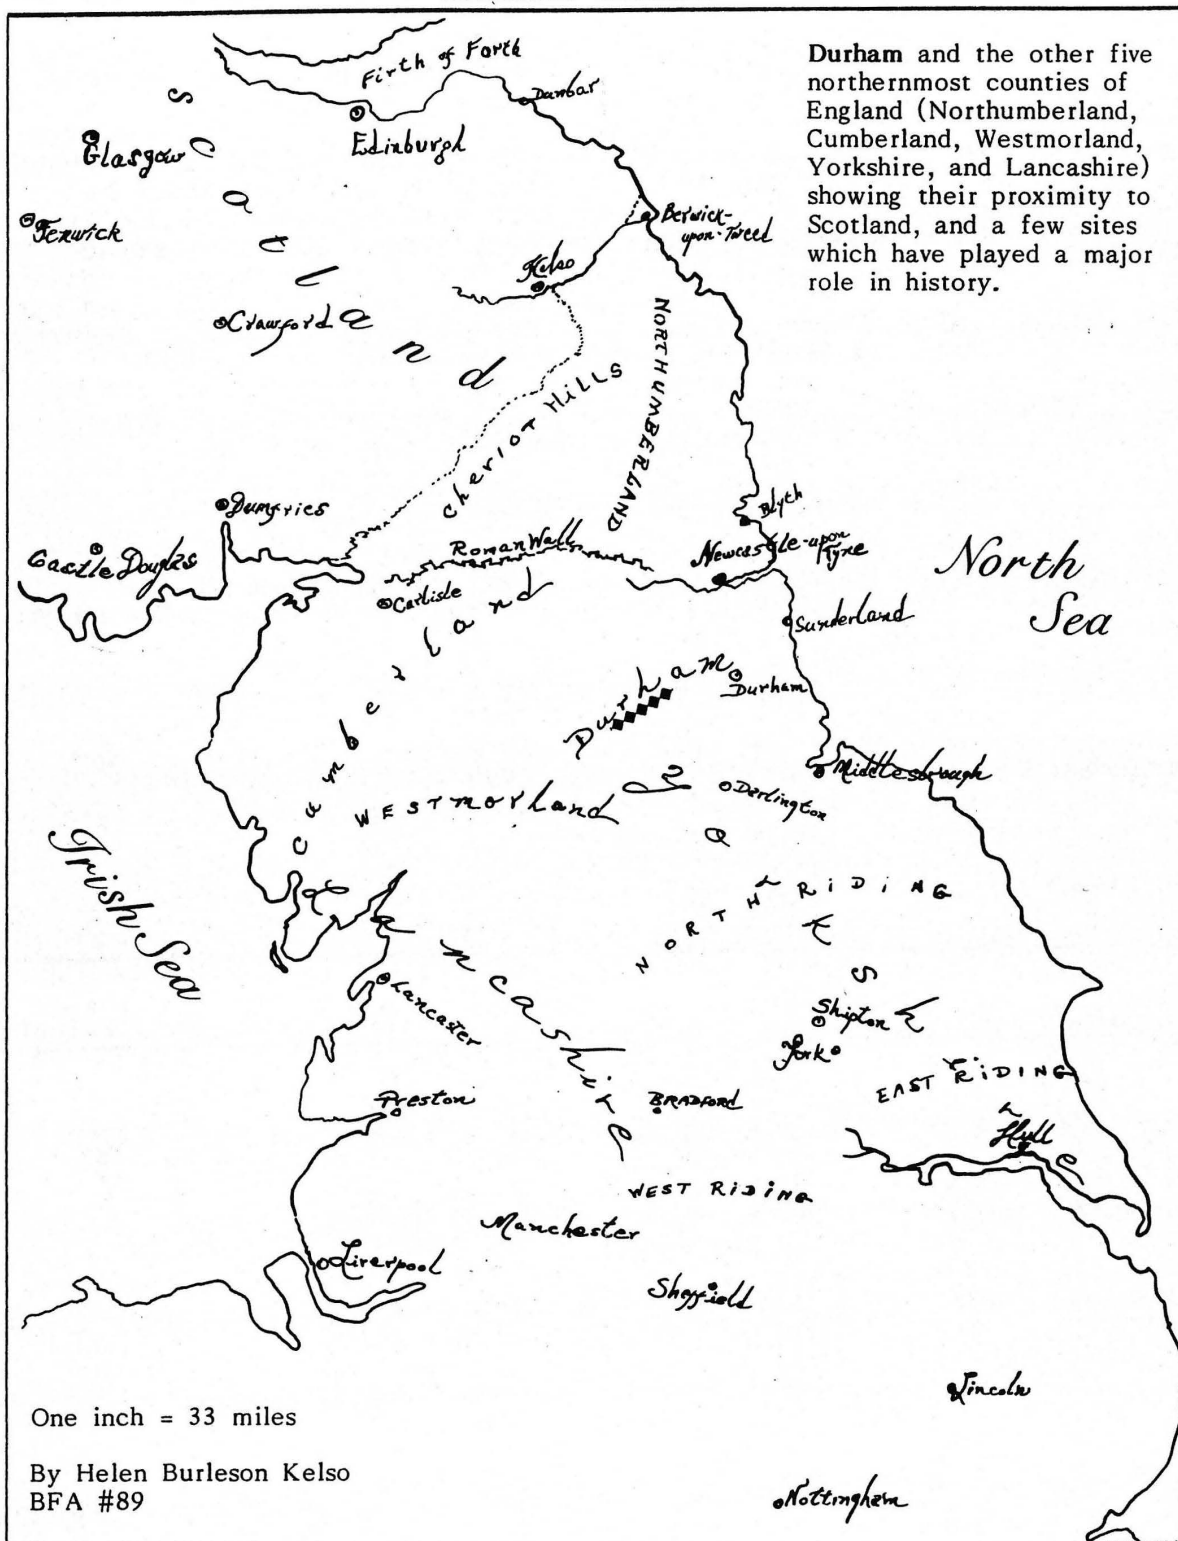 Durham and the other five
northernmost counties of
England (Northumberland,
Cumberland, Westmorland,
Yorkshire, and Lancashire)
showing their proximity to
Scotland, and a few sites
which have played a major
role in history.
Firth of Forth
Dunbar
Edinburgh
Glasgow
Scotland
Fenwick
Berwick-
upon-Tweed
Kelso
Crawford
NORTHUMBERLAND
CHEVIOT HILLS
Dumfries
Castle Douglas
Roman Wall
Blyth
Newcastle-upon
Tyne
North
Sea
Carlisle
Sunderland
Cumberland
Durham
Durham
Middlesbrough
WESTMORland
Darlington
Yorkshire
Irish Sea
NORTH RiDiNG
Lancashire
Lancaster
Shipton
York
EAST RiDING
Preston
BRADFORD
Hull
WEST RiDiNG
Manchester
Liverpool
Sheffield
Lincoln
Nottingham
One inch = 33 miles
By Helen Burleson Kelso
BFA #89